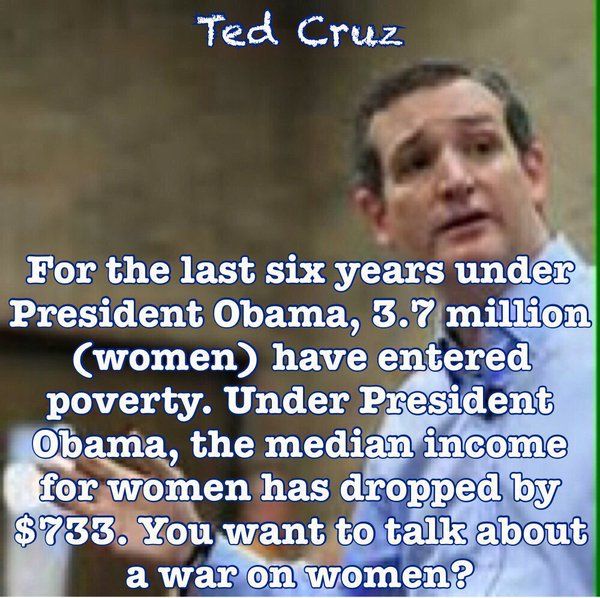 Ted Cruz
For the last six years under
President Obama, 3.7 million
(women) have entered
poverty. Under President
Obama, the median income
for women has dropped by
$733. You want to talk about
a war on women?